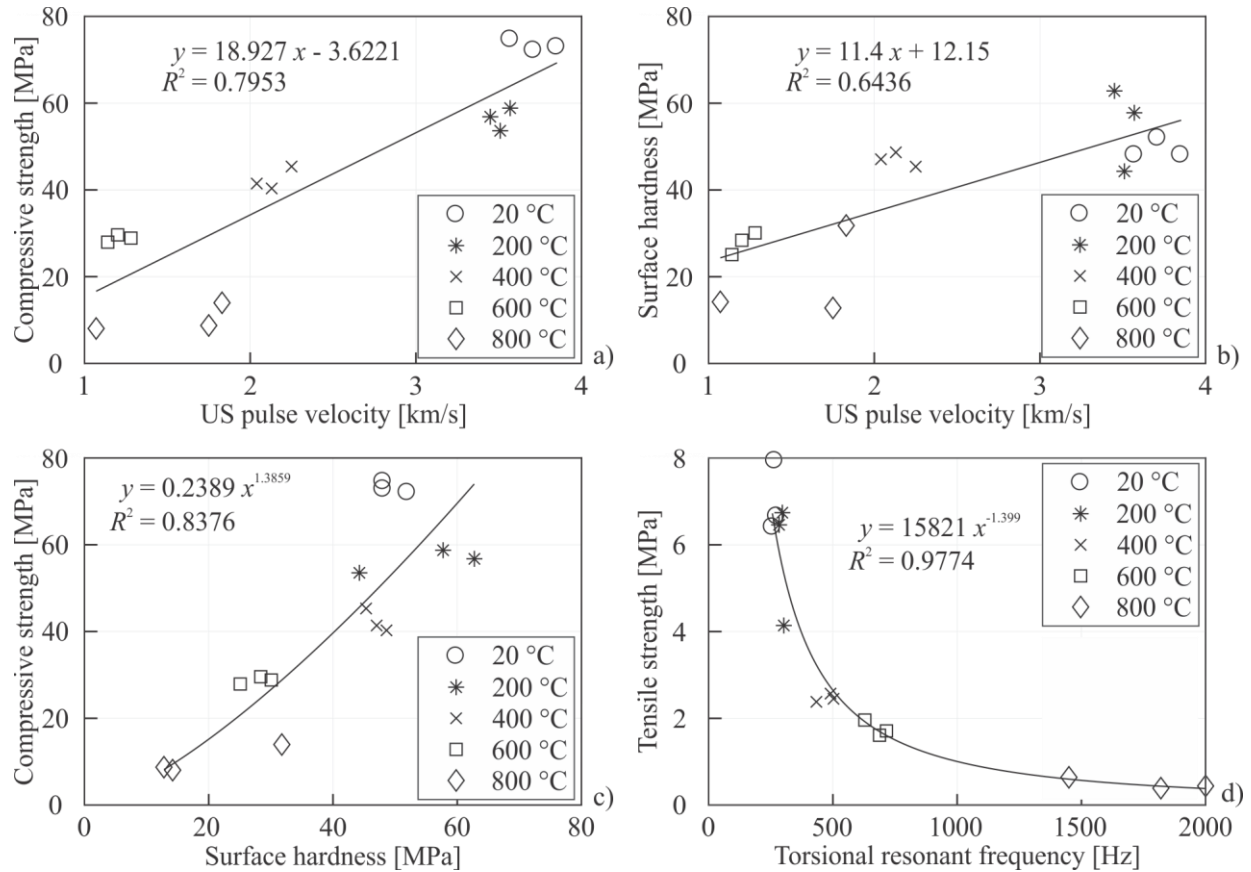 80
60
40
20
0
Compressive strength [MPa]
y = 18.927 x - 3.6221
R² = 0.7953
20 °C
200 °C
400 °C
600 °C
800 °C
a)
1 2 3 4
US pulse velocity [km/s]
80
60
40
20
0
Surface hardness [MPa]
y = 11.4 x + 12.15
R² = 0.6436
20 °C
200 °C
400 °C
600 °C
800 °C
b)
1 2 3 4
US pulse velocity [km/s]
80
60
40
20
0
Compressive strength [MPa]
y = 0.2389 x^1.3859
R² = 0.8376
20 °C
200 °C
400 °C
600 °C
800 °C
c)
0 20 40 60 80
Surface hardness [MPa]
8
6
4
2
0
Tensile strength [MPa]
y = 15821 x^-1.399
R² = 0.9774
20 °C
200 °C
400 °C
600 °C
800 °C
d)
0 500 1000 1500 2000
Torsional resonant frequency [Hz]